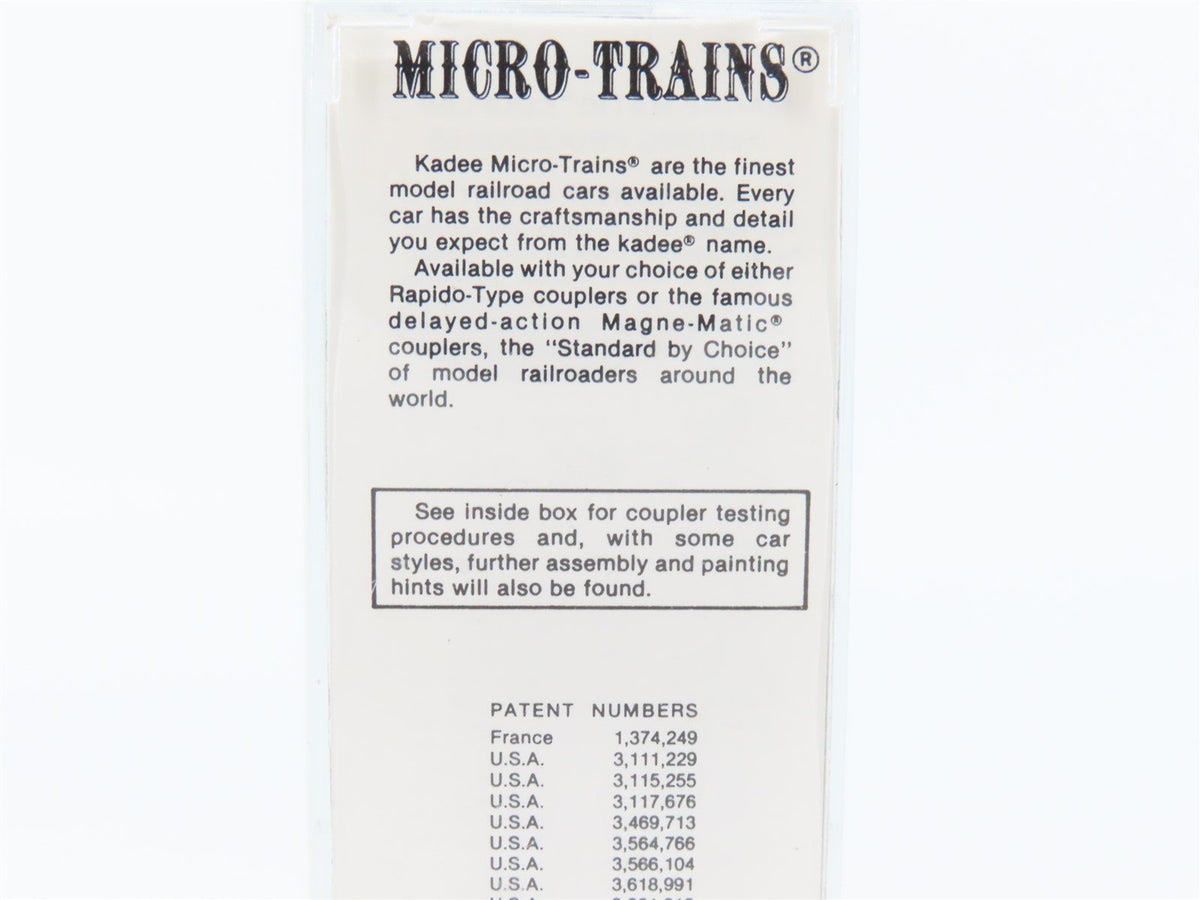 MICRO-TRAINS®
Kadee Micro-Trains® are the finest
model railroad cars available. Every
car has the craftsmanship and detail
you expect from the kadee® name.
Available with your choice of either
Rapido-Type couplers or the famous
delayed-action Magne-Matic®
couplers, the "Standard by Choice"
of model railroaders around the
world.
See inside box for coupler testing
procedures and, with some car
styles, further assembly and painting
hints will also be found.
PATENT NUMBERS
France 1,374,249
U.S.A. 3,111,229
U.S.A. 3,115,255
U.S.A. 3,117,676
U.S.A. 3,469,713
U.S.A. 3,564,766
U.S.A. 3,566,104
U.S.A. 3,618,991